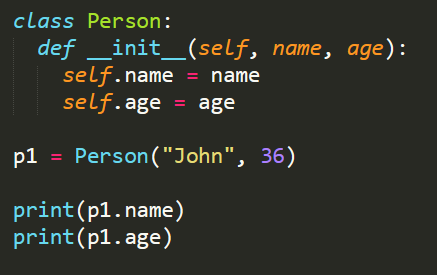 class Person:
  def __init__(self, name, age):
    self.name = name
    self.age = age

p1 = Person("John", 36)

print(p1.name)
print(p1.age)